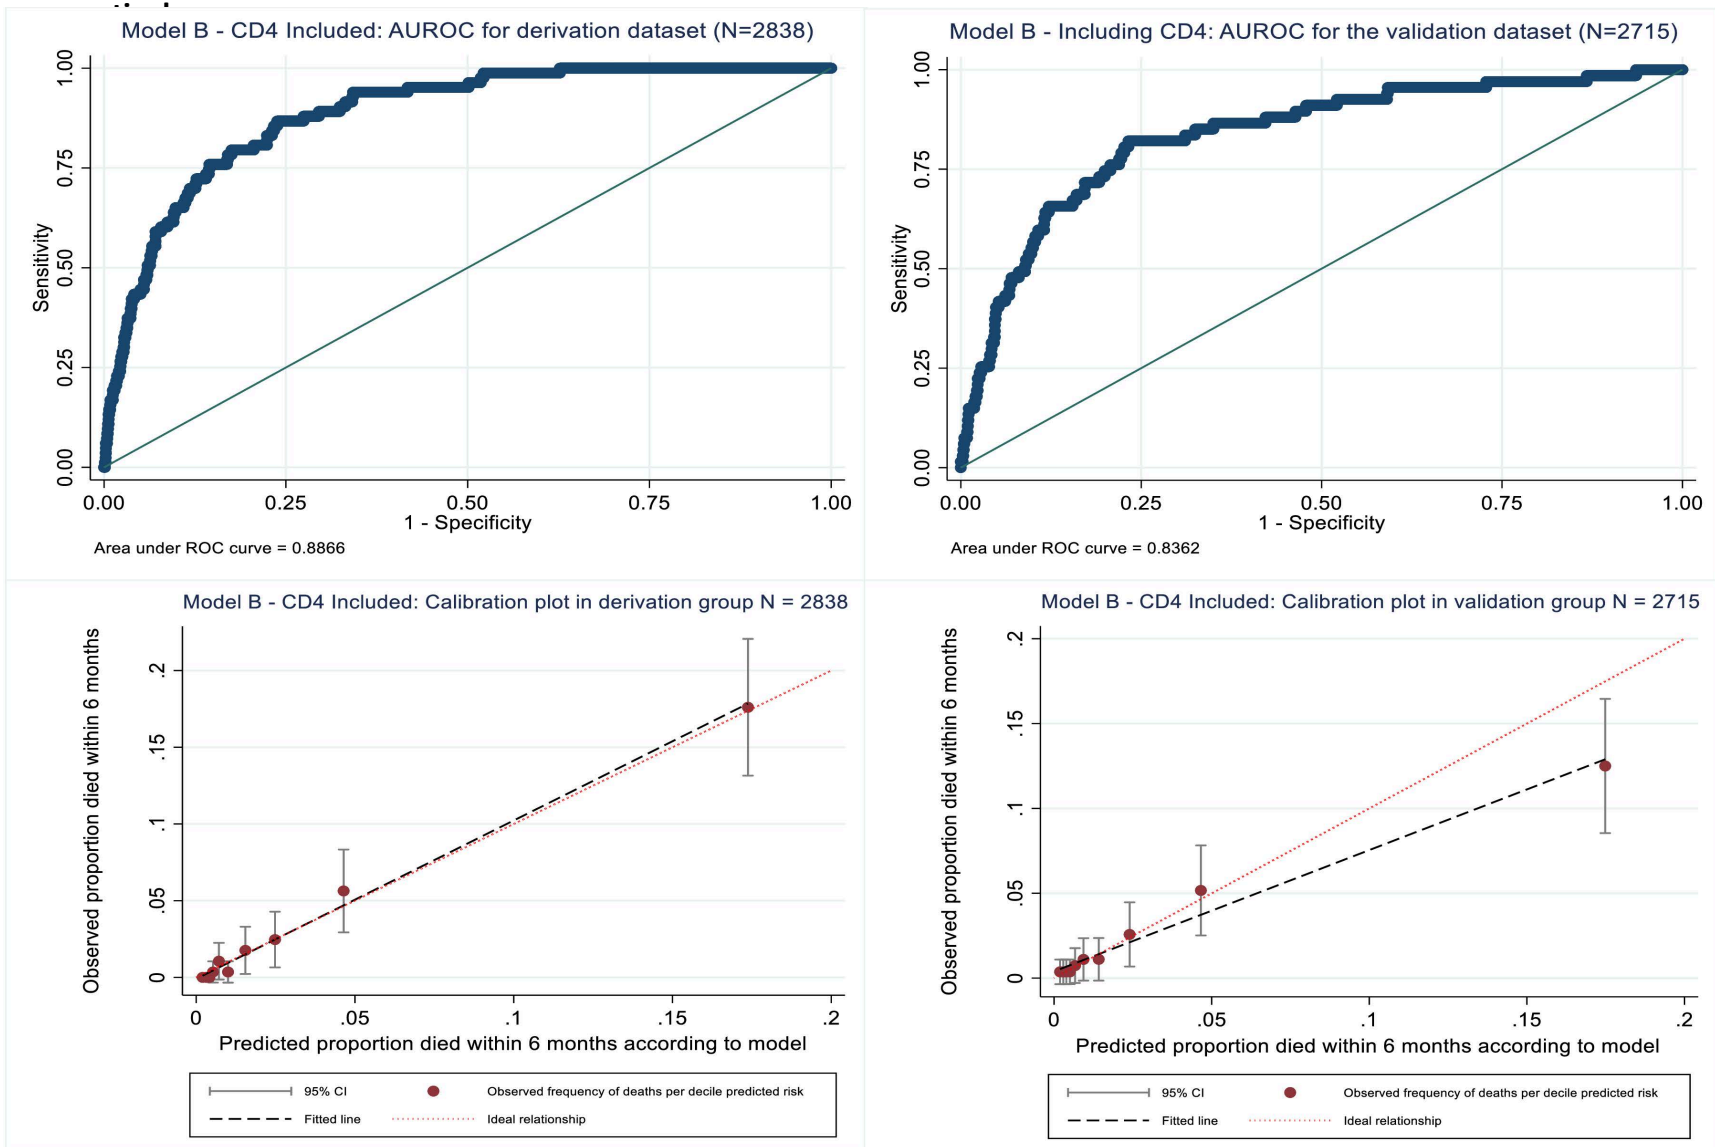 Model B - CD4 Included: AUROC for derivation dataset (N=2838)
Sensitivity
1.00
0.75
0.50
0.25
0.00
0.00 0.25 0.50 0.75 1.00
1 - Specificity
Area under ROC curve = 0.8866
Model B - Including CD4: AUROC for the validation dataset (N=2715)
Sensitivity
1.00
0.75
0.50
0.25
0.00
0.00 0.25 0.50 0.75 1.00
1 - Specificity
Area under ROC curve = 0.8362
Model B - CD4 Included: Calibration plot in derivation group N = 2838
Observed proportion died within 6 months
.2
.15
.1
.05
0
0 .05 .1 .15 .2
Predicted proportion died within 6 months according to model
95% CI Observed frequency of deaths per decile predicted risk
Fitted line Ideal relationship
Model B - CD4 Included: Calibration plot in validation group N = 2715
Observed proportion died within 6 months
.2
.15
.1
.05
0
0 .05 .1 .15 .2
Predicted proportion died within 6 months according to model
95% CI Observed frequency of deaths per decile predicted risk
Fitted line Ideal relationship